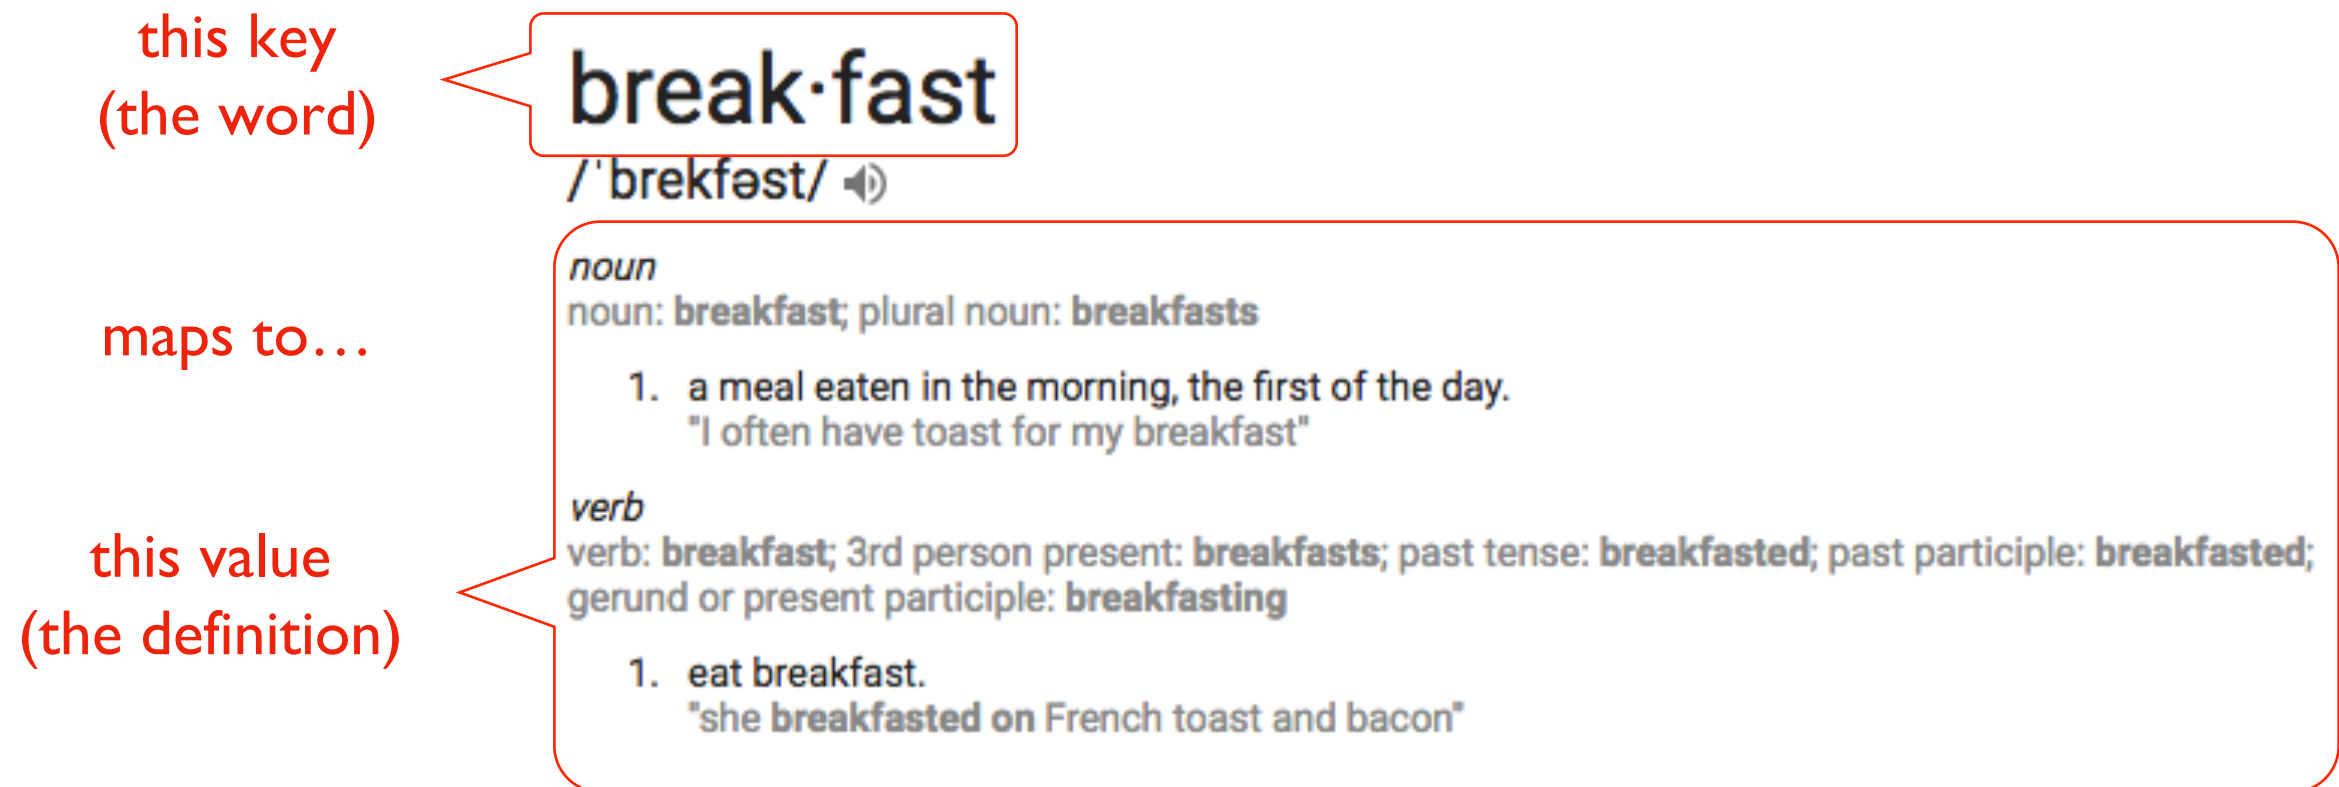 this key
(the word)
break·fast
/ˈbrekfəst/
maps to…
noun
noun: breakfast; plural noun: breakfasts
1. a meal eaten in the morning, the first of the day.
"I often have toast for my breakfast"
this value
(the definition)
verb
verb: breakfast; 3rd person present: breakfasts; past tense: breakfasted; past participle: breakfasted;
gerund or present participle: breakfasting
1. eat breakfast.
"she breakfasted on French toast and bacon"